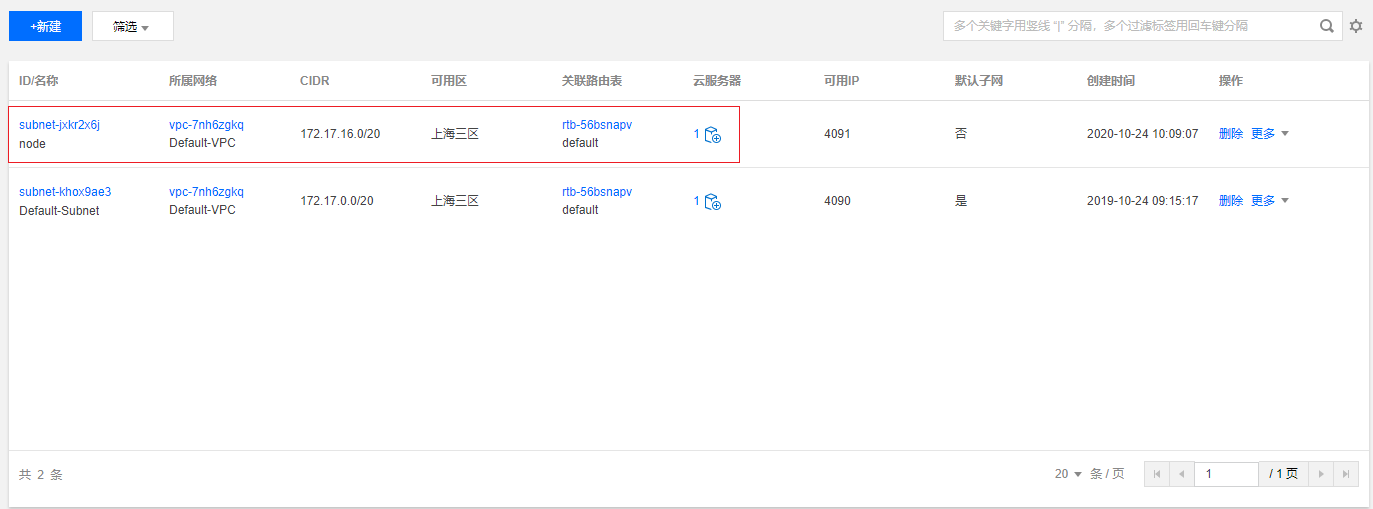 +新建 筛选 多个关键字用竖线 "|" 分隔，多个过滤标签用回车键分隔
ID/名称 所属网络 CIDR 可用区 关联路由表 云服务器 可用IP 默认子网 创建时间 操作
subnet-jxkr2x6j vpc-7nh6zgkq rtb-56bsnapv
172.17.16.0/20 上海三区 1 4091 否 2020-10-24 10:09:07 删除 更多
node Default-VPC default
subnet-khox9ae3 vpc-7nh6zgkq rtb-56bsnapv
172.17.0.0/20 上海三区 1 4090 是 2019-10-24 09:15:17 删除 更多
Default-Subnet Default-VPC default
共 2 条 20 条 / 页 1 / 1 页